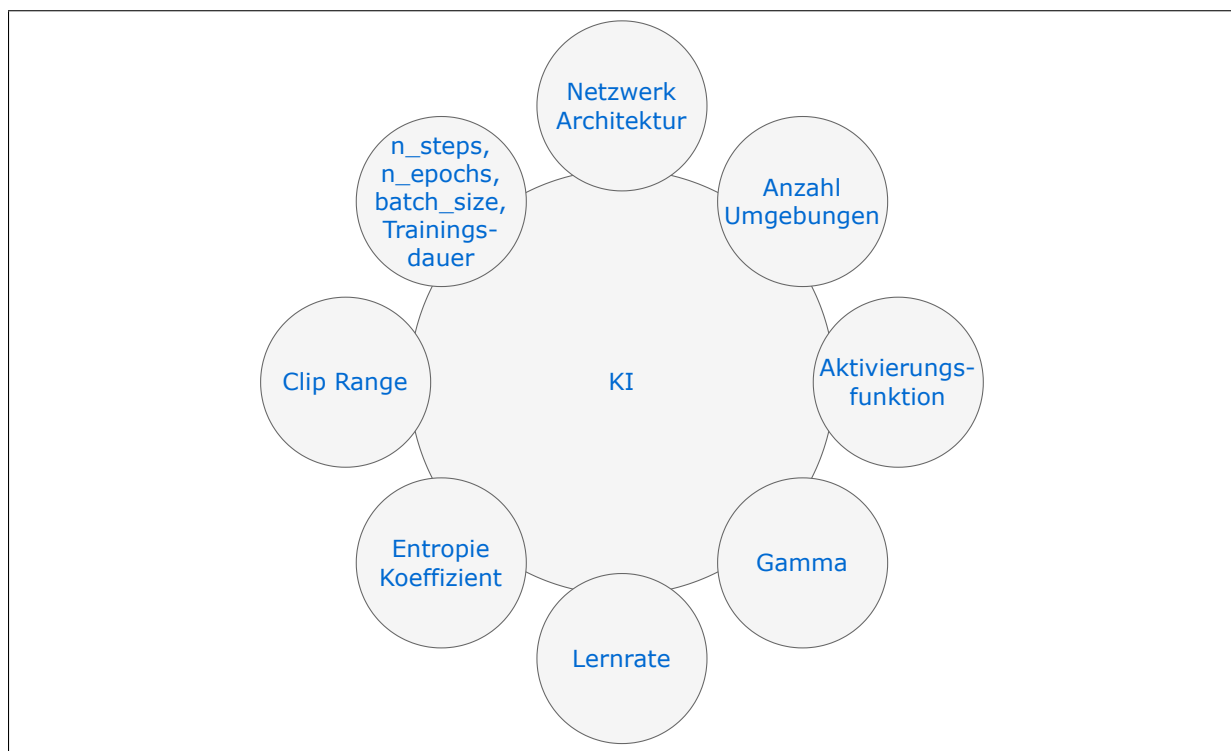 Netzwerk
Architektur
n_steps,
n_epochs,
batch_size,
Trainings-
dauer
Anzahl
Umgebungen
Clip Range
KI
Aktivierungs-
funktion
Entropie
Koeffizient
Gamma
Lernrate